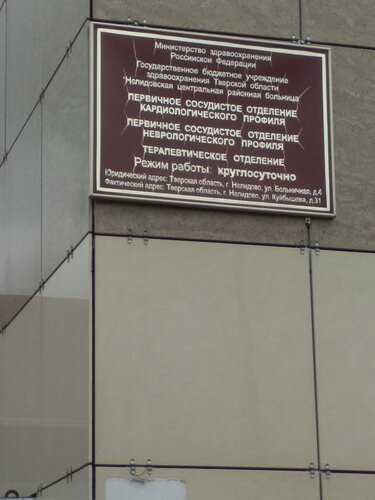 Министерство здравоохранения
Российской Федерации
Государственное бюджетное учреждение
здравоохранения Тверской области
"Нелидовская центральная районная больница"
ПЕРВИЧНОЕ СОСУДИСТОЕ ОТДЕЛЕНИЕ
КАРДИОЛОГИЧЕСКОГО ПРОФИЛЯ
ПЕРВИЧНОЕ СОСУДИСТОЕ ОТДЕЛЕНИЕ
НЕВРОЛОГИЧЕСКОГО ПРОФИЛЯ
ТЕРАПЕВТИЧЕСКОЕ ОТДЕЛЕНИЕ
Режим работы: круглосуточно
Юридический адрес: Тверская область, г. Нелидово, ул. Больничная, д.4
Фактический адрес: Тверская область, г. Нелидово, ул. Куйбышева, д.31